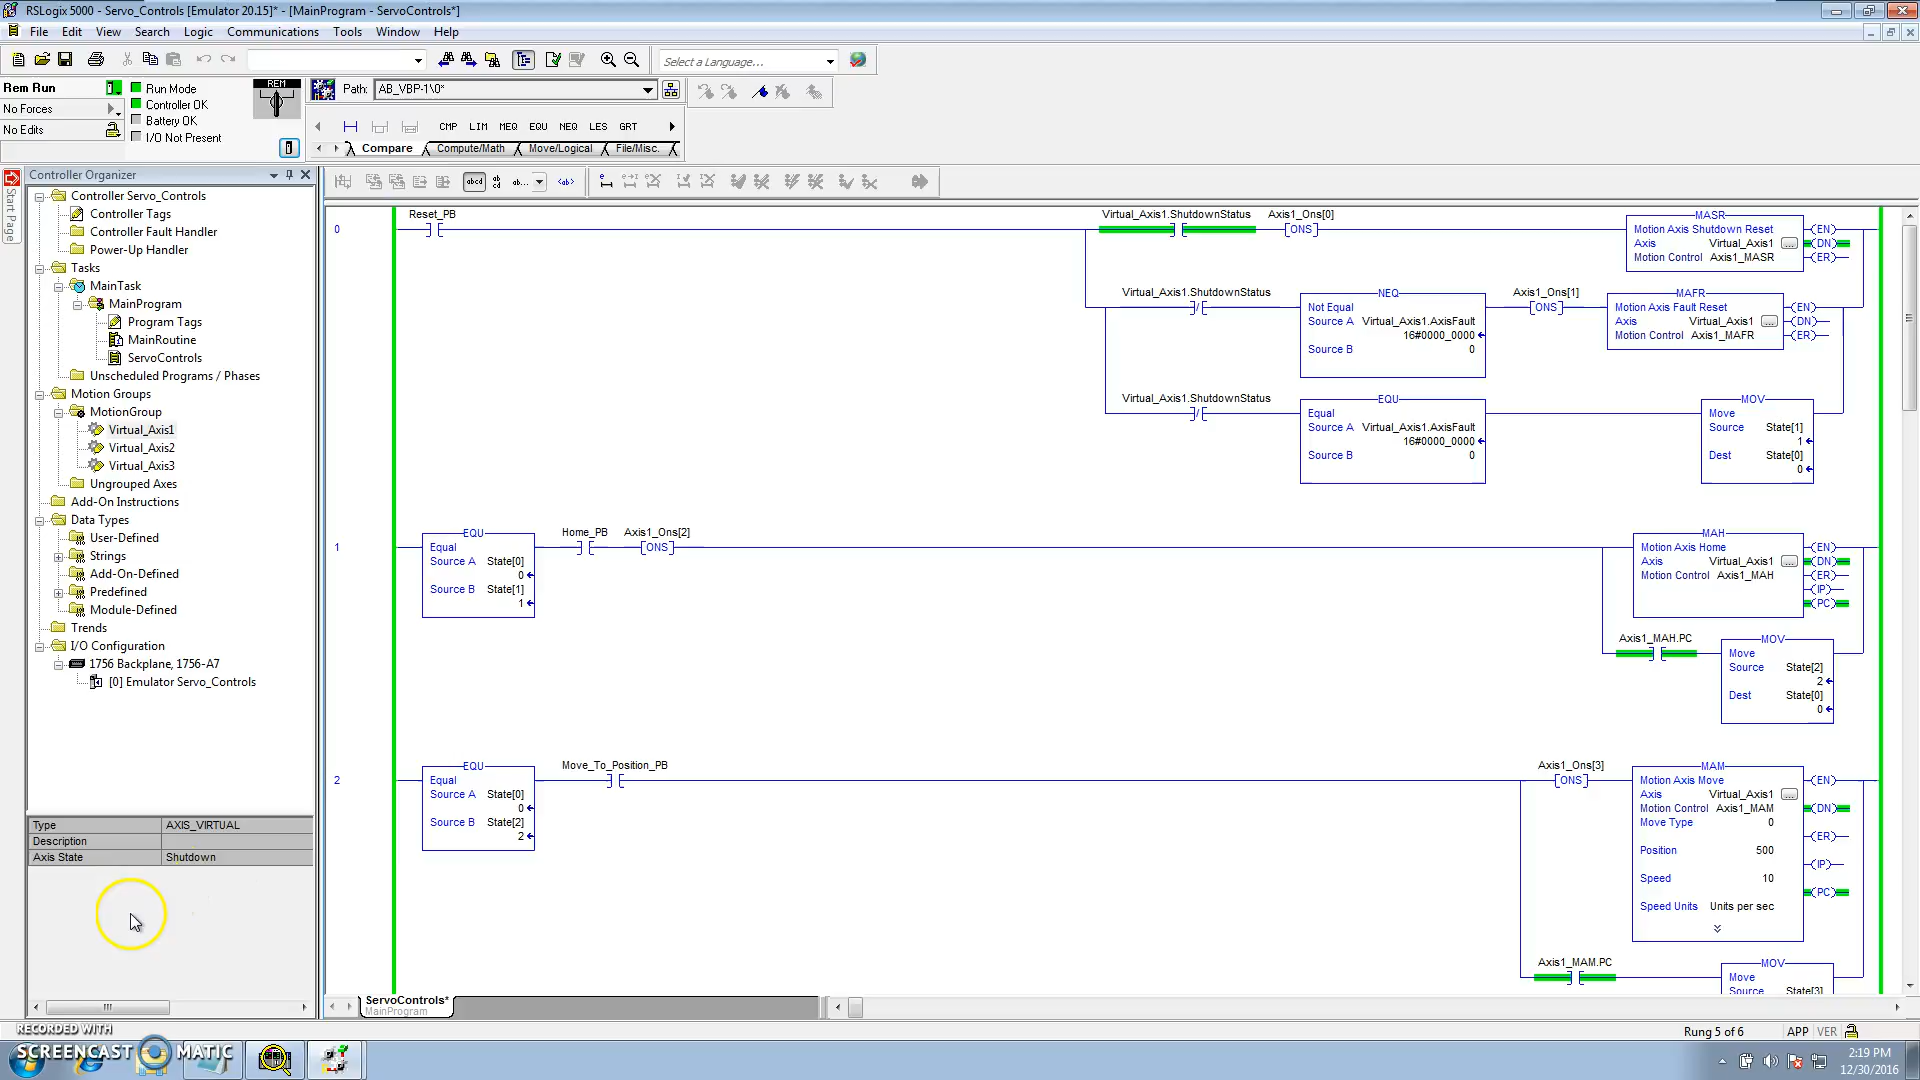 RSLogix 5000 - Servo_Controls [Emulator 20.15]* - [MainProgram - ServoControls*]
File Edit View Search Logic Communications Tools Window Help
Select a Language...
Rem Run
No Forces
No Edits
Run Mode
Controller OK
Battery OK
I/O Not Present
REM
Path: AB_VBP-1\0*
CMP LIM MEQ EQU NEQ LES GRT
Compare Compute/Math Move/Logical File/Misc.
Start Page
Controller Organizer
Controller Servo_Controls
Controller Tags
Controller Fault Handler
Power-Up Handler
Tasks
MainTask
MainProgram
Program Tags
MainRoutine
ServoControls
Unscheduled Programs / Phases
Motion Groups
MotionGroup
Virtual_Axis1
Virtual_Axis2
Virtual_Axis3
Ungrouped Axes
Add-On Instructions
Data Types
User-Defined
Strings
Add-On-Defined
Predefined
Module-Defined
Trends
I/O Configuration
1756 Backplane, 1756-A7
[0] Emulator Servo_Controls
Type AXIS_VIRTUAL
Description
Axis State Shutdown
abcd ab cd ab... <ab>
0
Reset_PB
Virtual_Axis1.ShutdownStatus
Axis1_Ons[0]
ONS
MASR
Motion Axis Shutdown Reset
Axis Virtual_Axis1 ...
Motion Control Axis1_MASR
EN
DN
ER
Virtual_Axis1.ShutdownStatus
NEQ
Not Equal
Source A Virtual_Axis1.AxisFault
16#0000_0000
Source B 0
Axis1_Ons[1]
ONS
MAFR
Motion Axis Fault Reset
Axis Virtual_Axis1 ...
Motion Control Axis1_MAFR
EN
DN
ER
Virtual_Axis1.ShutdownStatus
EQU
Equal
Source A Virtual_Axis1.AxisFault
16#0000_0000
Source B 0
MOV
Move
Source State[1]
1
Dest State[0]
0
1
EQU
Equal
Source A State[0]
0
Source B State[1]
1
Home_PB
Axis1_Ons[2]
ONS
MAH
Motion Axis Home
Axis Virtual_Axis1 ...
Motion Control Axis1_MAH
EN
DN
ER
IP
PC
Axis1_MAH.PC
MOV
Move
Source State[2]
2
Dest State[0]
0
2
EQU
Equal
Source A State[0]
0
Source B State[2]
2
Move_To_Position_PB
Axis1_Ons[3]
ONS
MAM
Motion Axis Move
Axis Virtual_Axis1 ...
Motion Control Axis1_MAM
Move Type 0
Position 500
Speed 10
Speed Units Units per sec
EN
DN
ER
IP
PC
Axis1_MAM.PC
MOV
Move
Source State[3]
ServoControls*
MainProgram
Rung 5 of 6 APP VER
RECORDED WITH
SCREENCAST MATIC
2:19 PM
12/30/2016